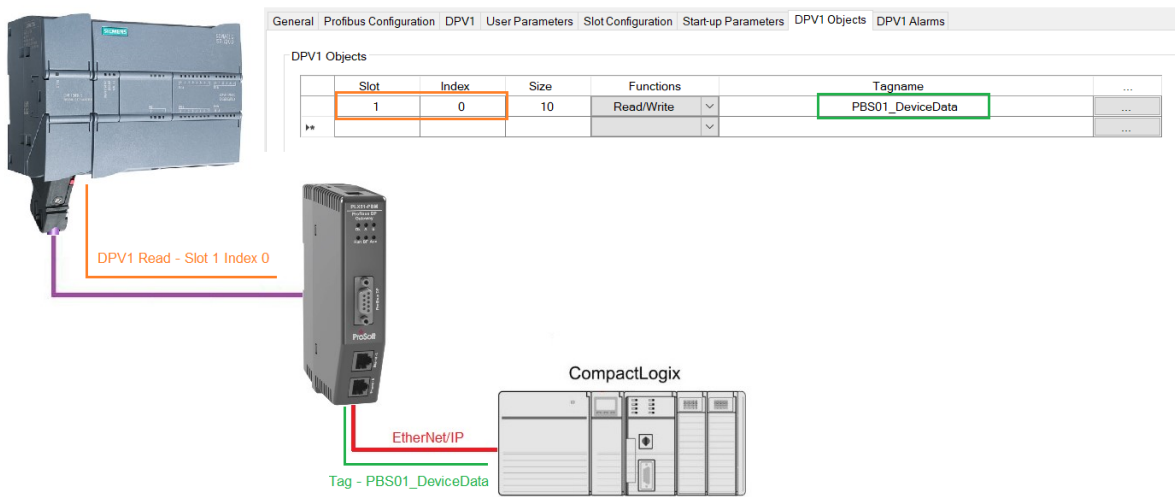 General Profibus Configuration DPV1 User Parameters Slot Configuration Start-up Parameters DPV1 Objects DPV1 Alarms
DPV1 Objects
Slot Index Size Functions Tagname ...
1 0 10 Read/Write PBS01_DeviceData ...
...
SIEMENS
DPV1 Read - Slot 1 Index 0
ProSoft
CompactLogix
EtherNet/IP
Tag - PBS01_DeviceData